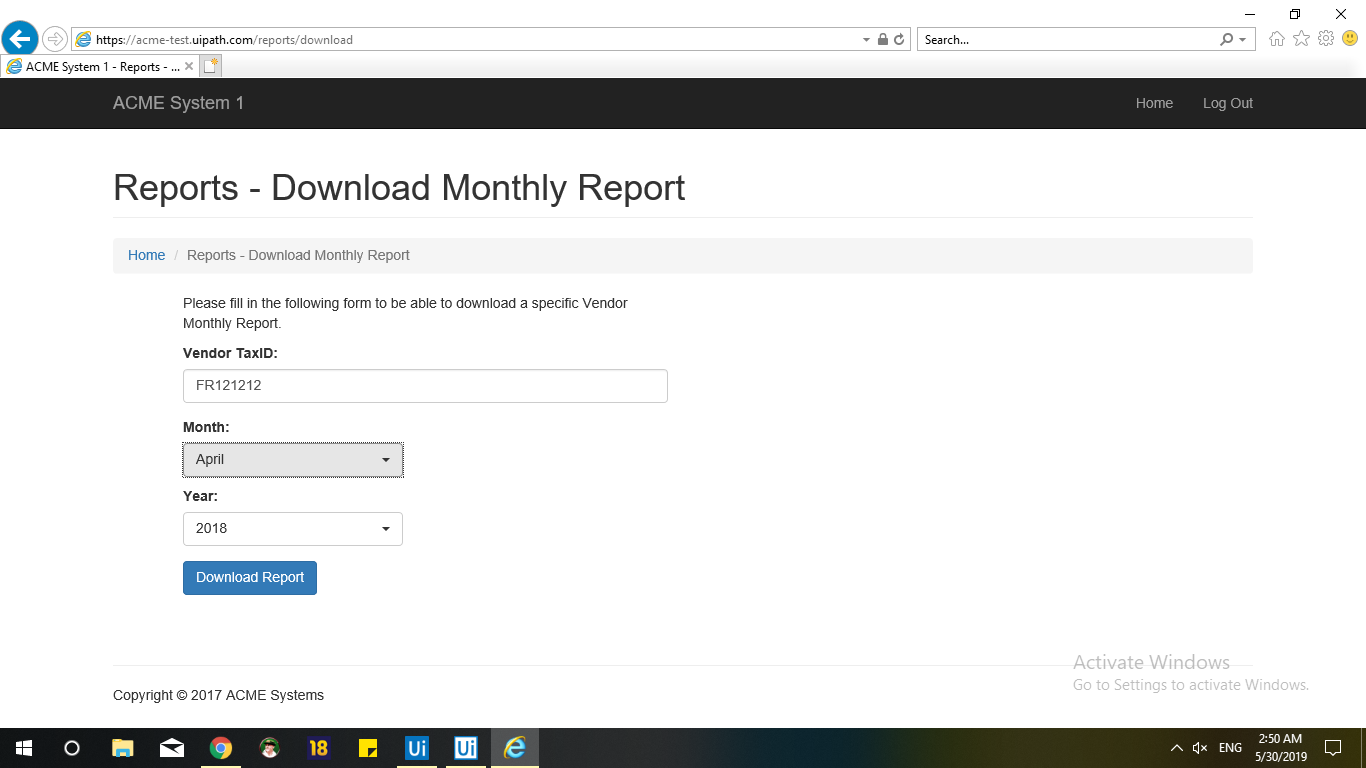 https://acme-test.uipath.com/reports/download
Search...
ACME System 1 - Reports - ...
ACME System 1
Home
Log Out
Reports - Download Monthly Report
Home / Reports - Download Monthly Report
Please fill in the following form to be able to download a specific Vendor
Monthly Report.
Vendor TaxID:
FR121212
Month:
April
Year:
2018
Download Report
Activate Windows
Go to Settings to activate Windows.
Copyright © 2017 ACME Systems
18
Ui
Ui
ENG
2:50 AM
5/30/2019